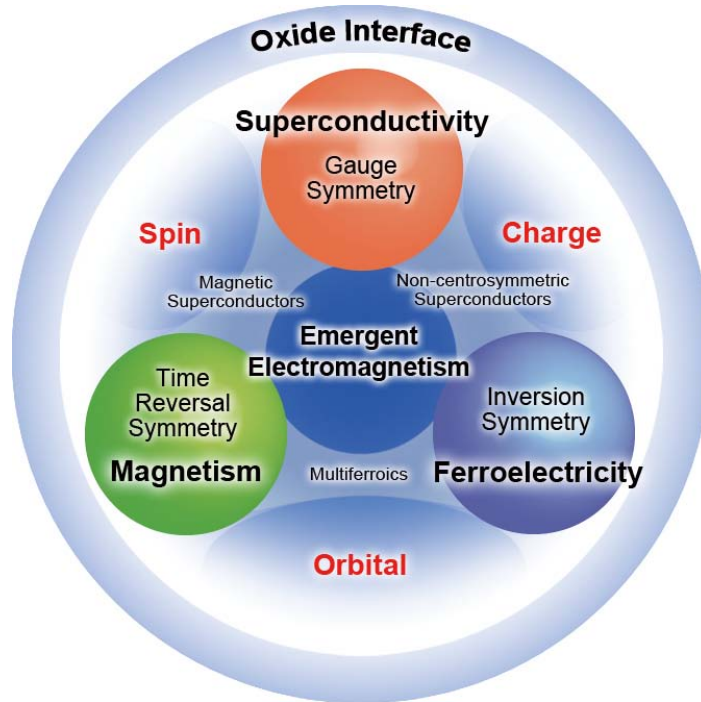 Oxide Interface
Superconductivity
Gauge
Symmetry
Spin
Charge
Magnetic
Superconductors
Non-centrosymmetric
Superconductors
Emergent
Electromagnetism
Time
Reversal
Symmetry
Magnetism
Inversion
Symmetry
Ferroelectricity
Multiferroics
Orbital